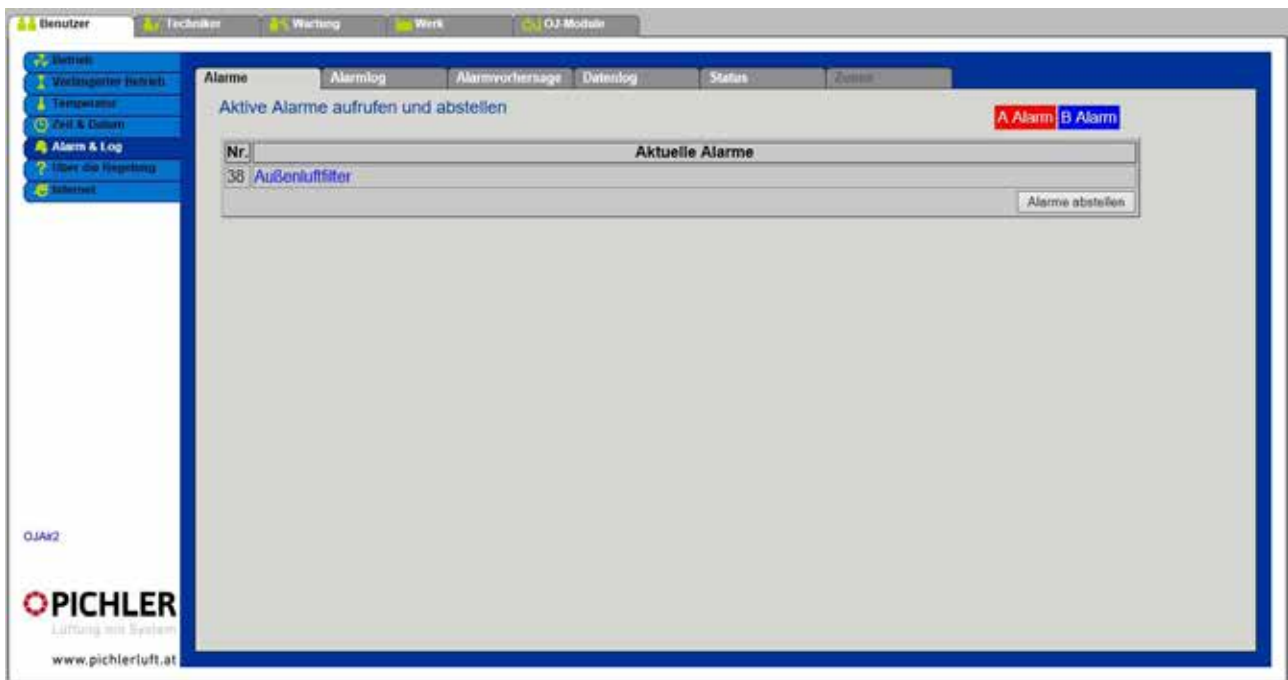 Benutzer
Techniker
Wartung
Werk
OJ-Module
Betrieb
Verlängerter Betrieb
Temperatur
Zeit & Datum
Alarm & Log
Über die Regelung
Internet
Alarme
Alarmlog
Alarmvorhersage
Datenlog
Status
Zonen
Aktive Alarme aufrufen und abstellen
A Alarm
B Alarm
Nr. Aktuelle Alarme
38 Außenluftfilter
Alarme abstellen
OJAir2
PICHLER
Lüftung mit System
www.pichlerluft.at